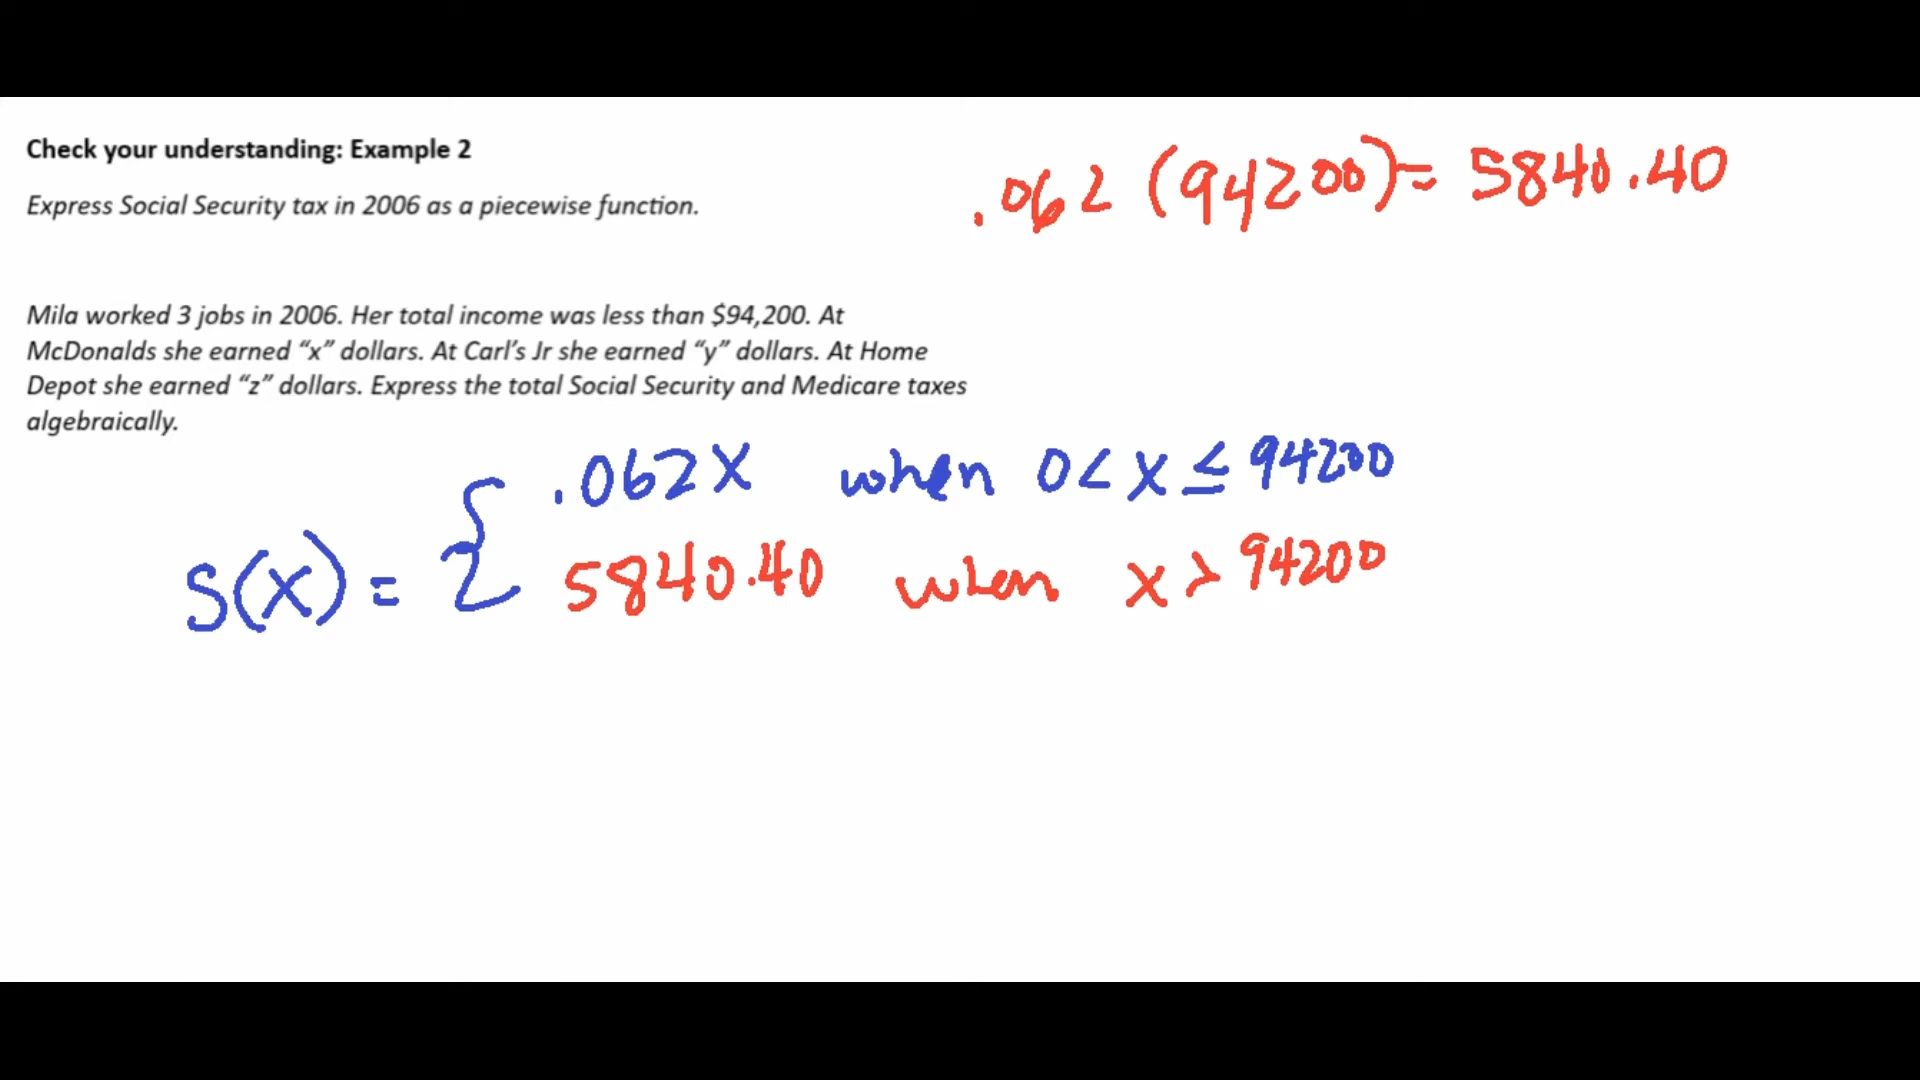 Check your understanding: Example 2
.062 (94200) = 5840.40
Express Social Security tax in 2006 as a piecewise function.
Mila worked 3 jobs in 2006. Her total income was less than $94,200. At
McDonalds she earned “x” dollars. At Carl’s Jr she earned “y” dollars. At Home
Depot she earned “z” dollars. Express the total Social Security and Medicare taxes
algebraically.
.062X when 0 < X ≤ 94200
S(X) = {
5840.40 when X > 94200